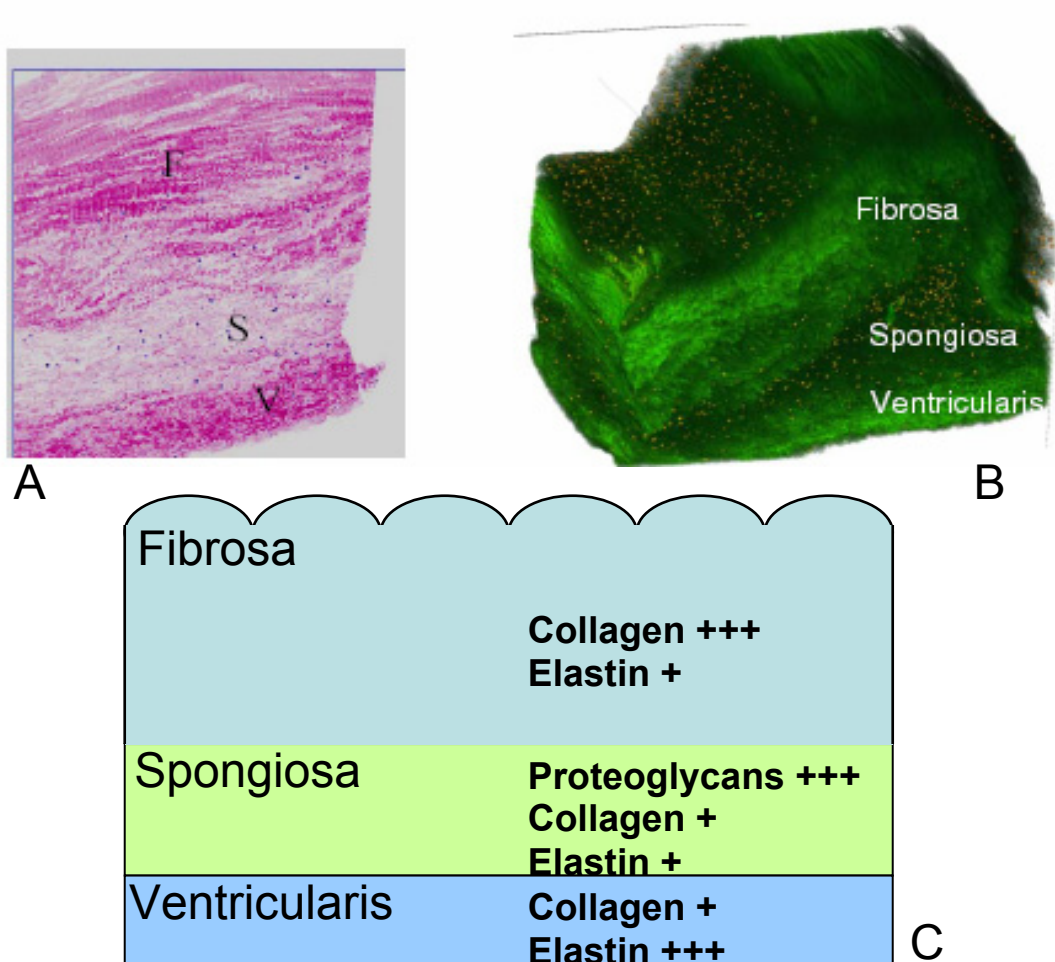 F
S
V
Fibrosa
Spongiosa
Ventricularis
A
B
Fibrosa
Collagen +++
Elastin +
Spongiosa
Proteoglycans +++
Collagen +
Elastin +
Ventricularis
Collagen +
Elastin +++
C